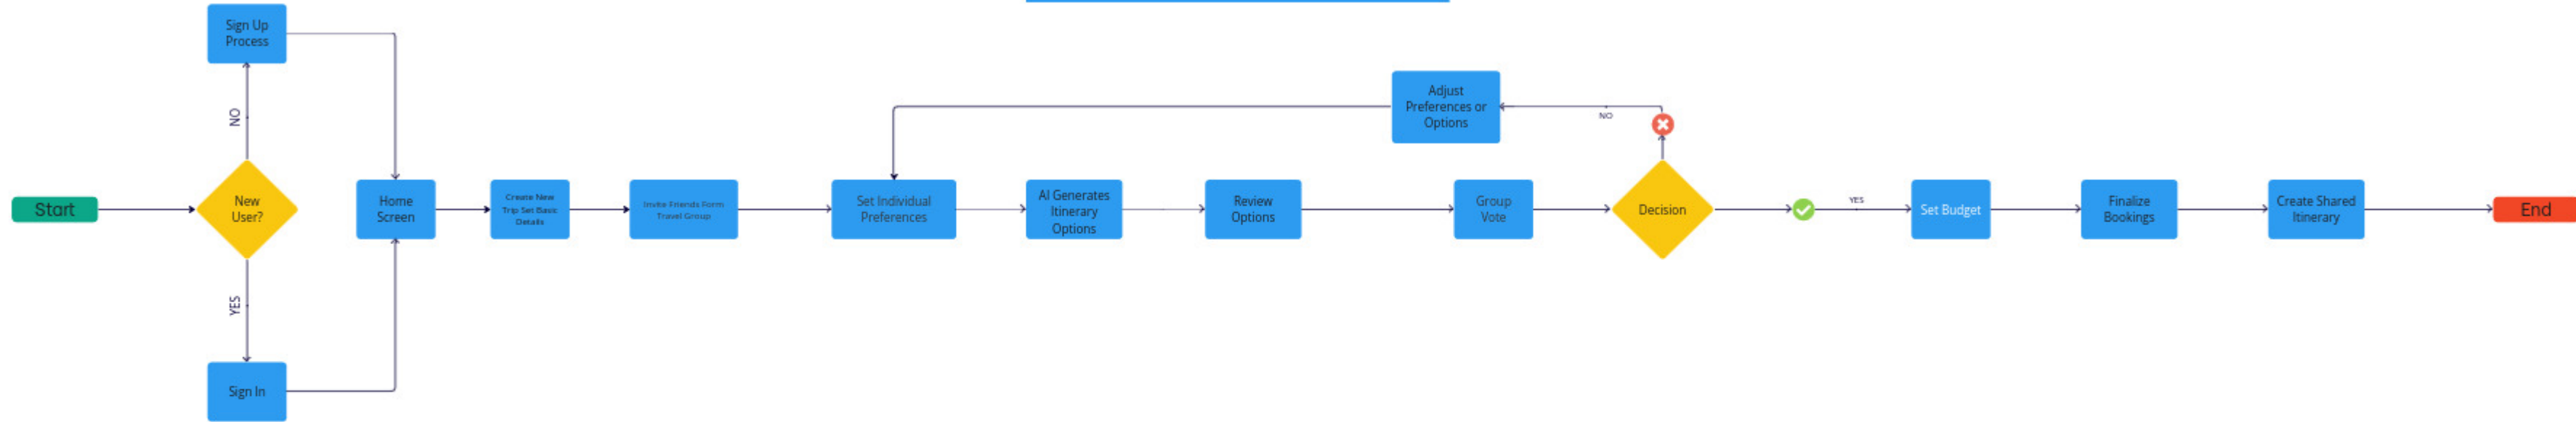 Sign Up
Process
NO
Start
New
User?
YES
Sign In
Home
Screen
Create New
Trip Set Basic
Details
Invite Friends Form
Travel Group
Set Individual
Preferences
AI Generates
Itinerary
Options
Review
Options
Group
Vote
Decision
NO
Adjust
Preferences or
Options
YES
Set Budget
Finalize
Bookings
Create Shared
Itinerary
End